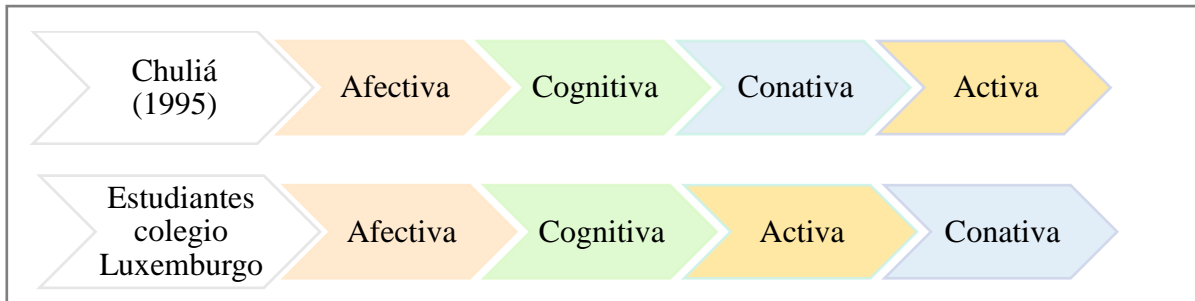 Chuliá
(1995)
Afectiva
Cognitiva
Conativa
Activa
Estudiantes
colegio
Luxemburgo
Afectiva
Cognitiva
Activa
Conativa